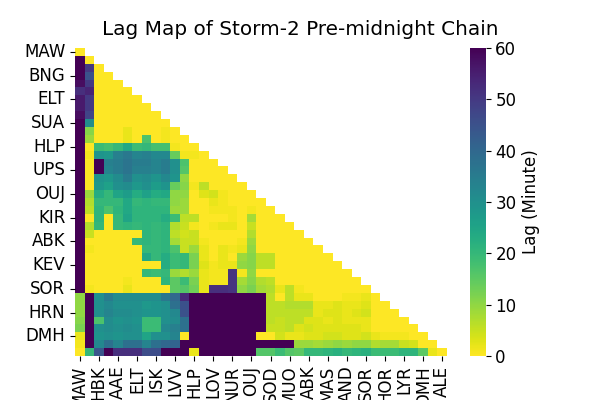 Lag Map of Storm-2 Pre-midnight Chain
MAW
BNG
ELT
SUA
HLP
UPS
OUJ
KIR
ABK
KEV
SOR
HRN
DMH
MAW
HBK
AAE
ELT
ISK
LVV
HLP
LOV
NUR
OUJ
SOD
MUO
ABK
MAS
AND
SOR
HOR
LYR
DMH
ALE
60
50
40
30
20
10
0
Lag (Minute)